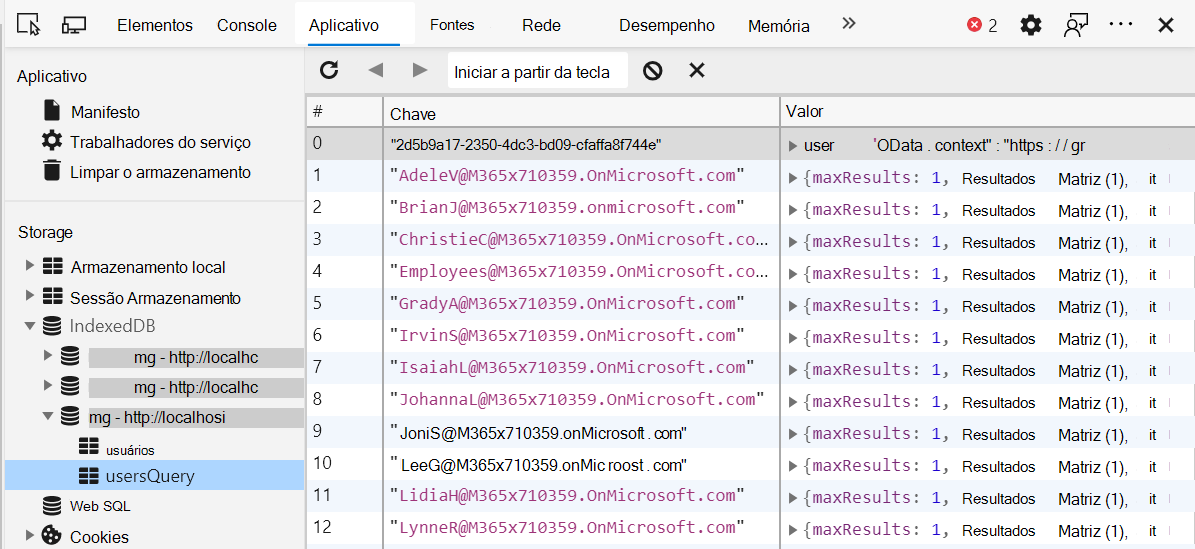 Elementos Console Aplicativo Fontes Rede Desempenho Memória 2
Aplicativo
Manifesto
Trabalhadores do serviço
Limpar o armazenamento
Storage
Armazenamento local
Sessão Armazenamento
IndexedDB
mg - http://localhc
mg - http://localhc
mg - http://localhosi
usuários
usersQuery
Web SQL
Cookies
Iniciar a partir da tecla
# Chave Valor
0 "2d5b9a17-2350-4dc3-bd09-cfaffa8f744e" user 'OData . context" : "https : / / gr
1 "AdeleV@M365x710359.OnMicrosoft.com" {maxResults: 1, Resultados Matriz (1), it
2 "BrianJ@M365x710359.onmicrosoft.com" {maxResults: 1, Resultados Matriz (1), it
3 "ChristieC@M365x710359.OnMicrosoft.co... {maxResults: 1, Resultados Matriz (1), it
4 "Employees@M365x710359.OnMicrosoft.co... {maxResults: 1, Resultados Matriz (1), it
5 "GradyA@M365x710359.OnMicrosoft.com" {maxResults: 1, Resultados Matriz (1), it
6 "IrvinS@M365x710359.OnMicrosoft.com" {maxResults: 1, Resultados Matriz (1), it
7 "IsaiahL@M365x710359.OnMicrosoft.com" {maxResults: 1, Resultados Matriz (1), it
8 "JohannaL@M365x710359.OnMicrosoft.com" {maxResults: 1, Resultados Matriz (1), it
9 "JoniS@M365x710359.onMicrosoft.com" {maxResults: 1, Resultados Matriz (1), it
10 "LeeG@M365x710359.onMic roost.com" {maxResults: 1, Resultados Matriz (1), it
11 "LidiaH@M365x710359.OnMicrosoft.com" {maxResults: 1, Resultados Matriz (1), it
12 "LynneR@M365x710359.OnMicrosoft.com" {maxResults: 1, Resultados Matriz (1), it